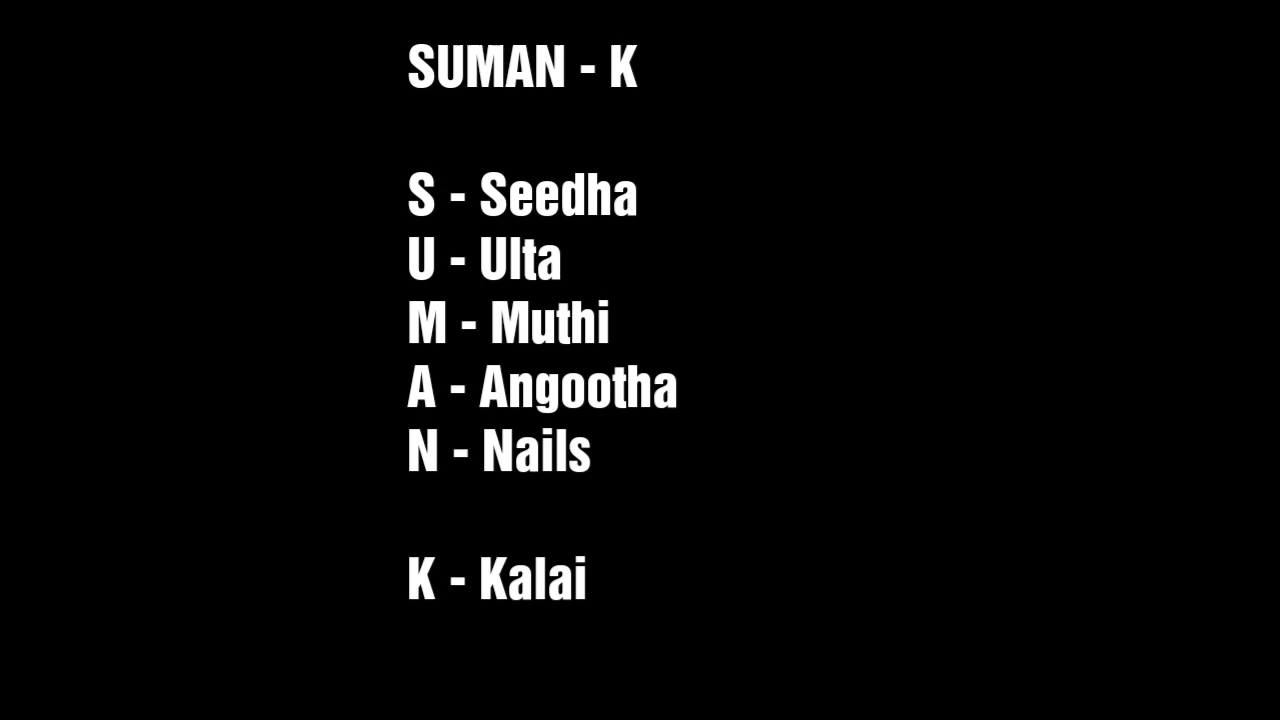 SUMAN - K
S - Seedha
U - Ulta
M - Muthi
A - Angootha
N - Nails
K - Kalai